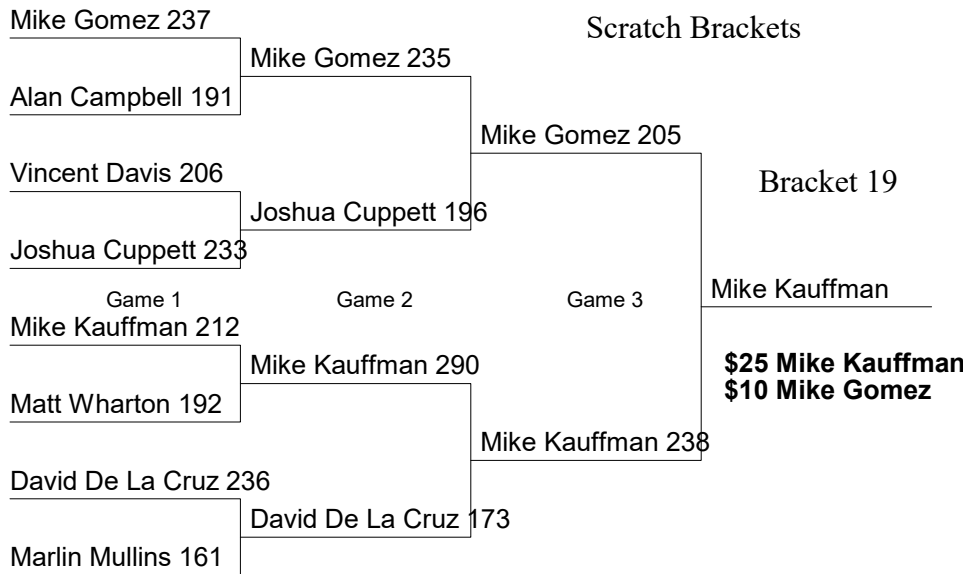 Mike Gomez 237
Scratch Brackets
Mike Gomez 235
Alan Campbell 191
Mike Gomez 205
Vincent Davis 206
Bracket 19
Joshua Cuppett 196
Joshua Cuppett 233
Game 1
Game 2
Game 3
Mike Kauffman
Mike Kauffman 212
Mike Kauffman 290
$25 Mike Kauffman
$10 Mike Gomez
Matt Wharton 192
Mike Kauffman 238
David De La Cruz 236
David De La Cruz 173
Marlin Mullins 161